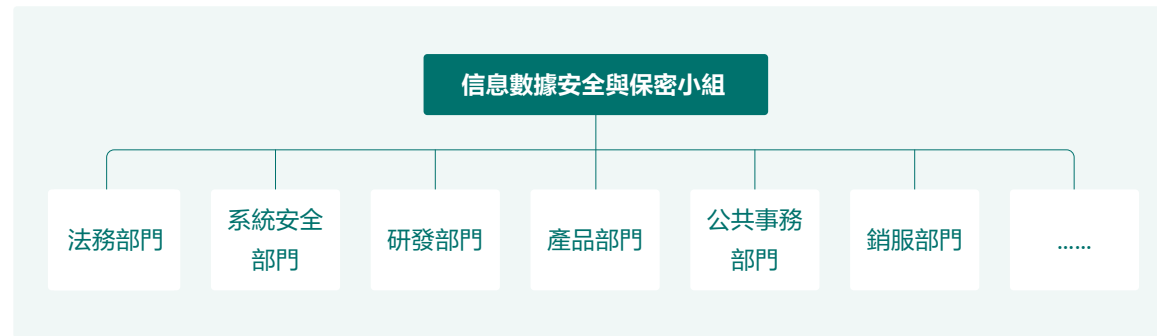 信息數據安全與保密小組
法務部門
系統安全
部門
研發部門
產品部門
公共事務
部門
銷服部門
......